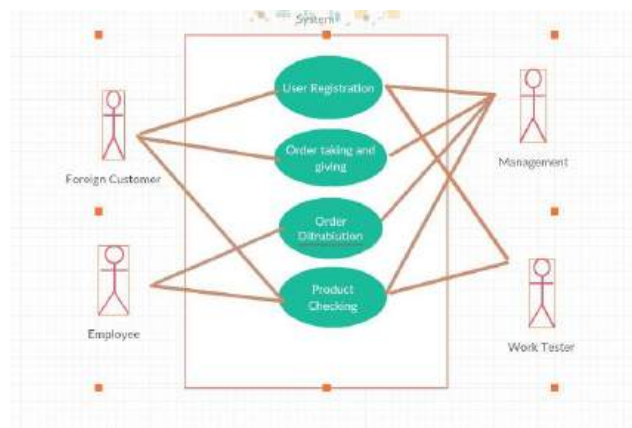 System
User Registration
Order taking and
giving
Order
Ditrubiution
Product
Checking
Foreign Customer
Employee
Management
Work Tester